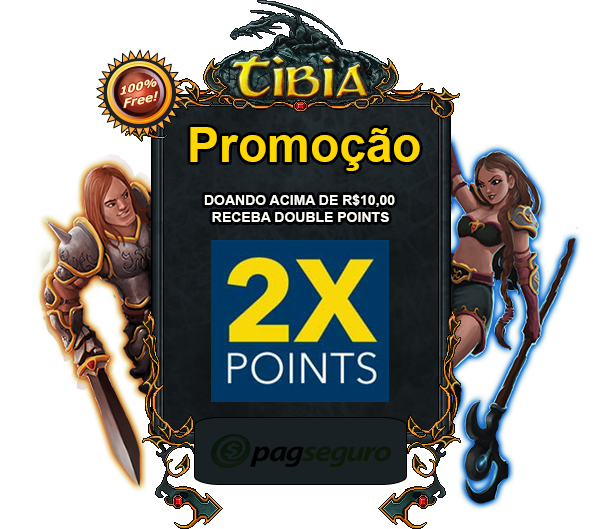 TIBIA
100%
Free!
Promoção
DOANDO ACIMA DE R$10,00
RECEBA DOUBLE POINTS
2X
POINTS
pagseguro